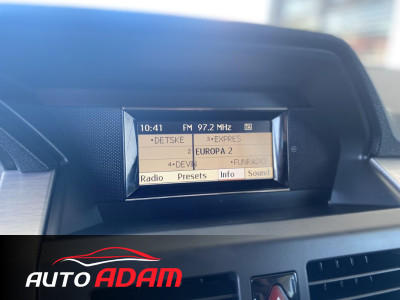 10:41 FM 97.2 MHz
•DETSKE 3•EXPRES
2 EUROPA 2
4•DEVIN •FUNRADIO
Radio Presets Info Sound
AUTO ADAM